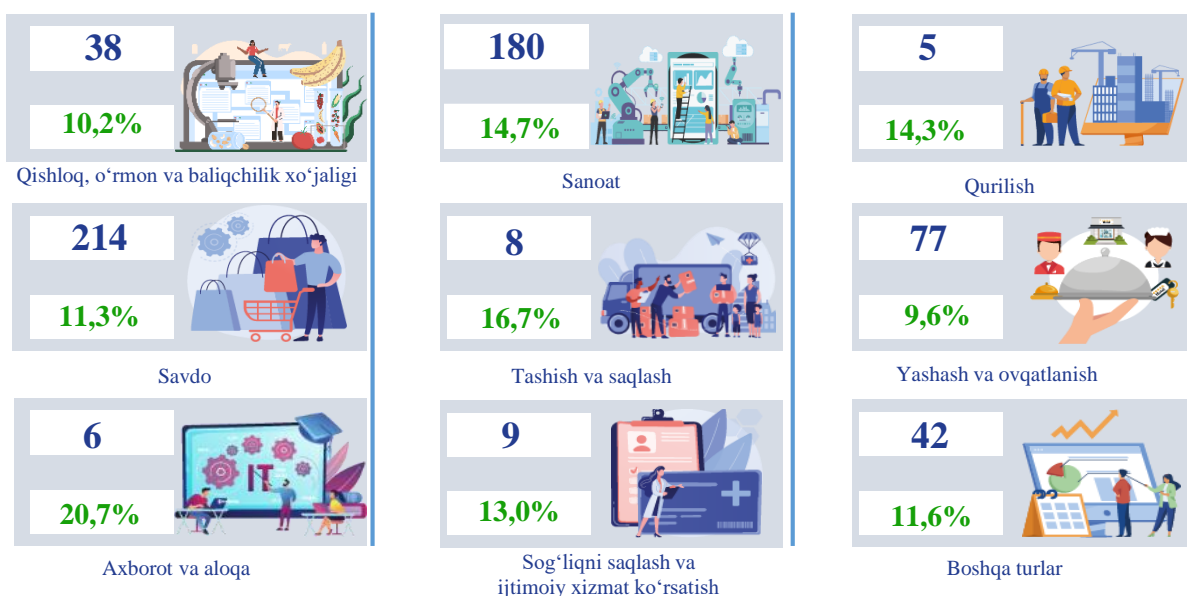 38
10,2%
Qishloq, o‘rmon va baliqchilik xo‘jaligi
180
14,7%
Sanoat
5
14,3%
Qurilish
214
11,3%
Savdo
8
16,7%
Tashish va saqlash
77
9,6%
Yashash va ovqatlanish
6
20,7%
IT
Axborot va aloqa
9
13,0%
Sog‘liqni saqlash va
ijtimoiy xizmat ko‘rsatish
42
11,6%
Boshqa turlar